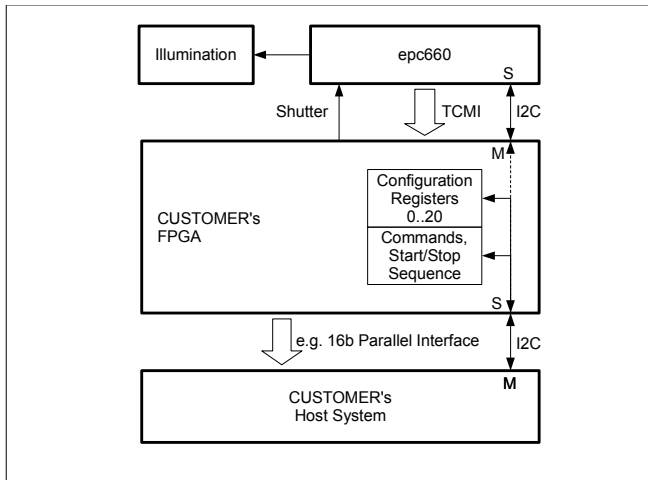 Illumination
epc660
S
Shutter
TCMI
I2C
M
CUSTOMER's
FPGA
Configuration
Registers
0..20
Commands,
Start/Stop
Sequence
S
e.g. 16b Parallel Interface
I2C
M
CUSTOMER's
Host System